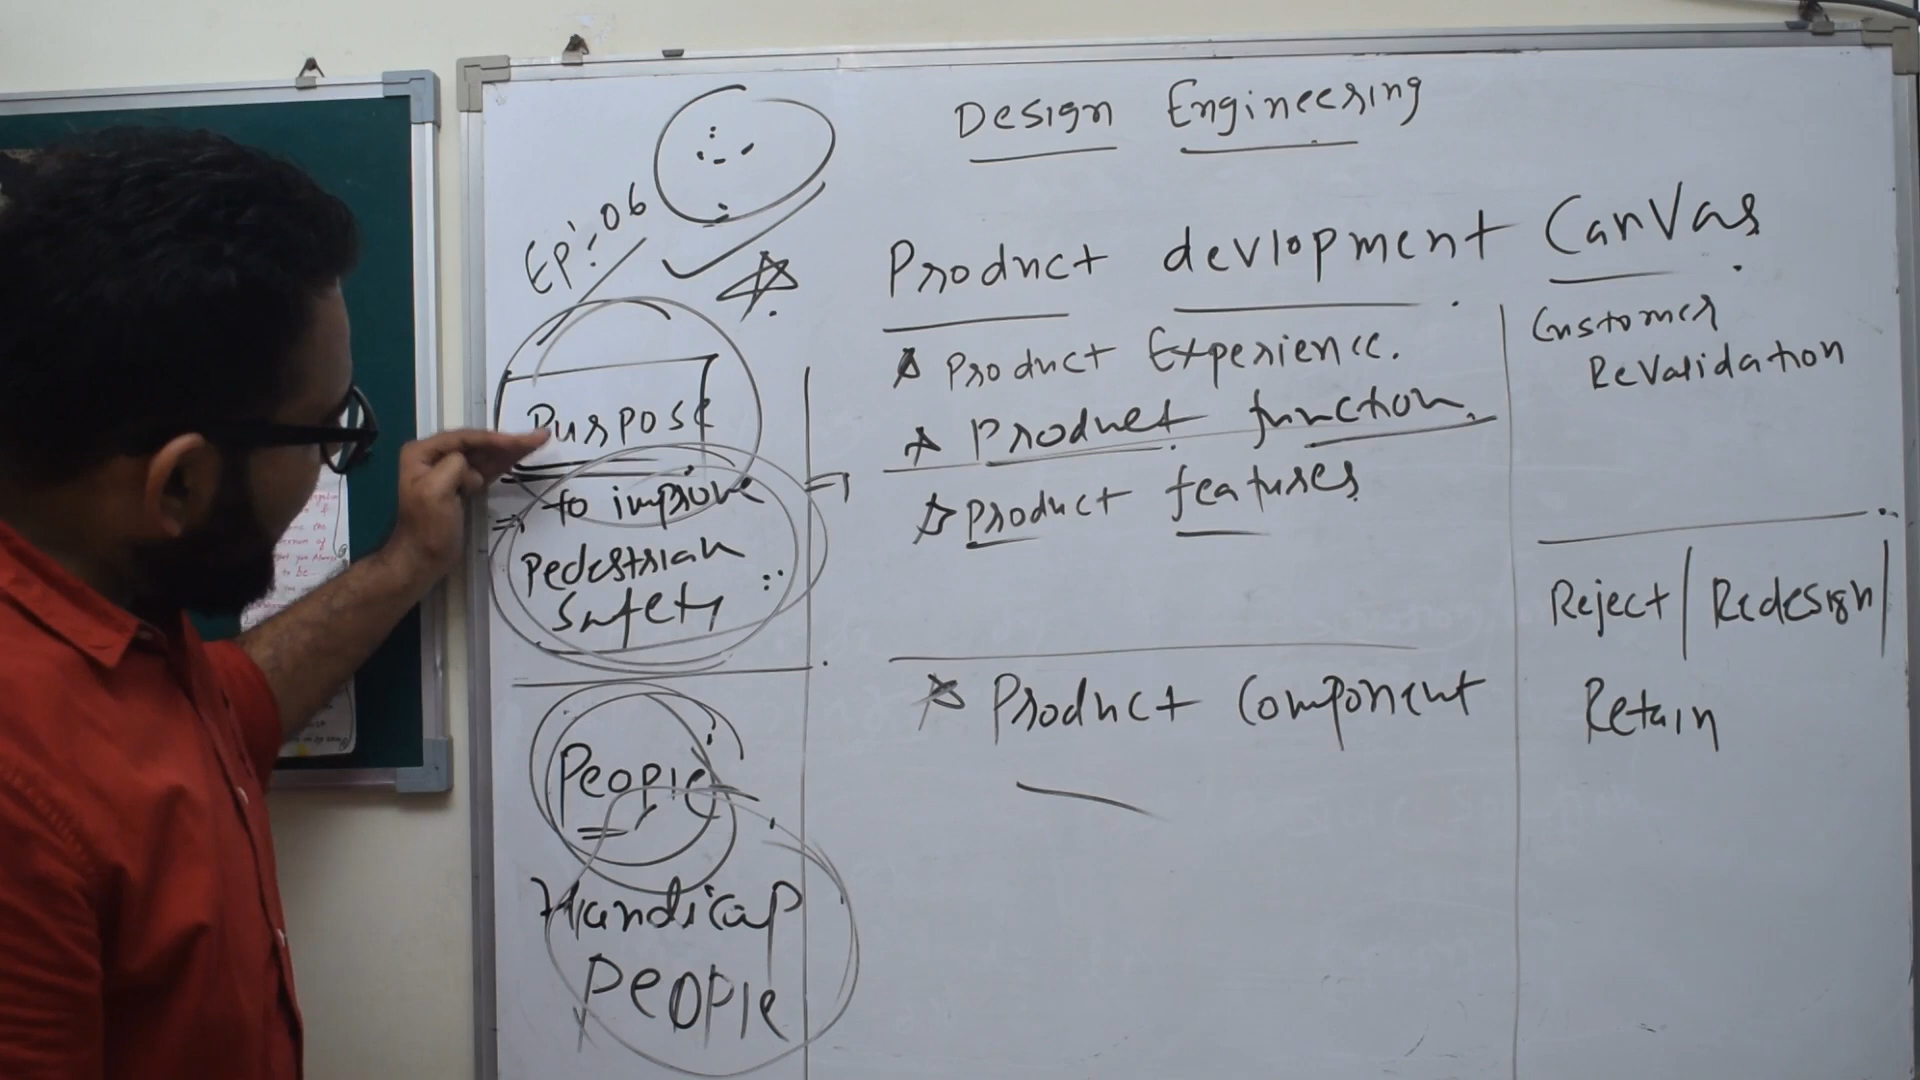 Design Engineering
Ep:-06
Product devlopment Canvas
Purpose
⇒ to improve
Pedestrian
Safety
People
Handicap
People
Product Experience.
Product function.
Product features
Product Component
Customer
Revalidation
Reject | Redesign |
Retain